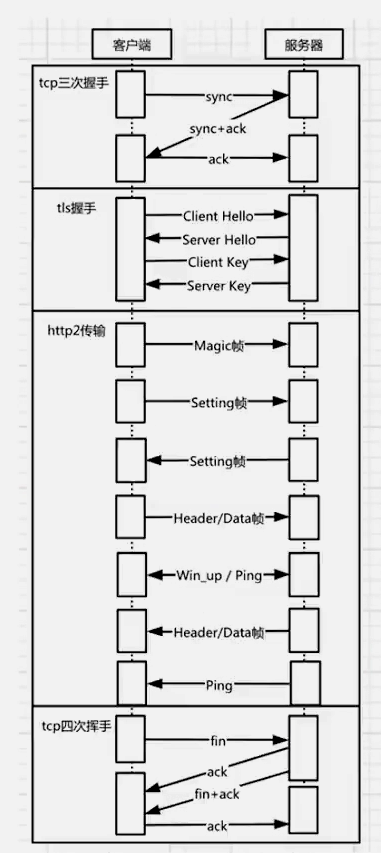 客户端
服务器
tcp三次握手
sync
sync+ack
ack
tls握手
Client Hello
Server Hello
Client Key
Server Key
http2传输
Magic帧
Setting帧
Setting帧
Header/Data帧
Win_up / Ping
Header/Data帧
Ping
tcp四次挥手
fin
ack
fin+ack
ack